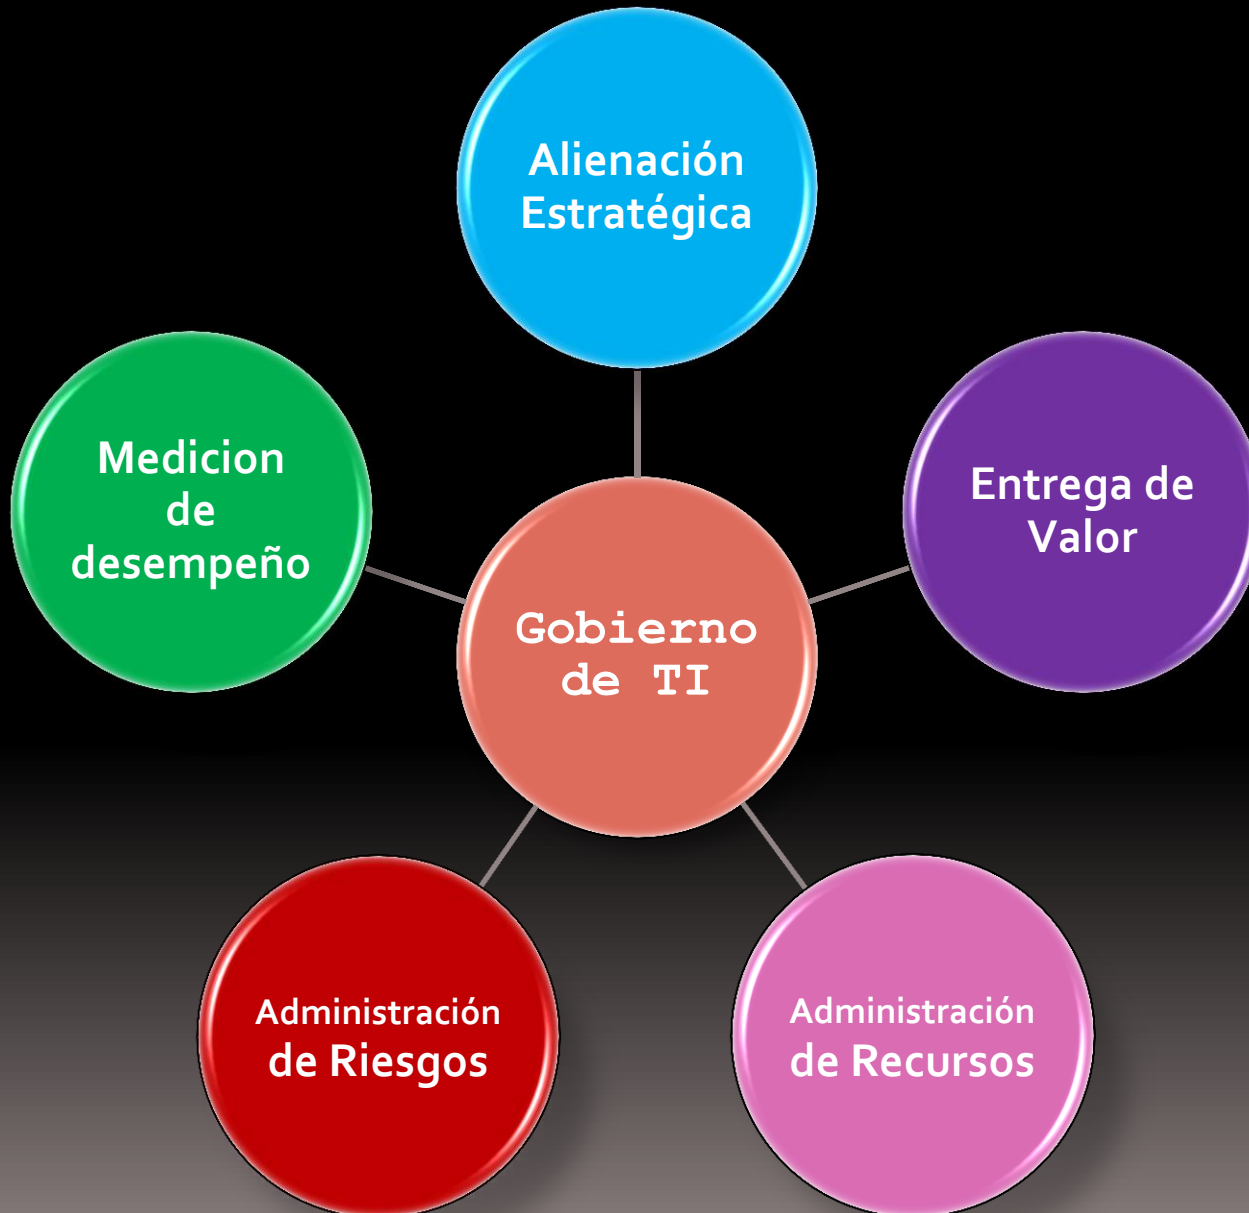 Alienación
Estratégica
Medicion
de
desempeño
Entrega de
Valor
Gobierno
de TI
Administración
de Riesgos
Administración
de Recursos